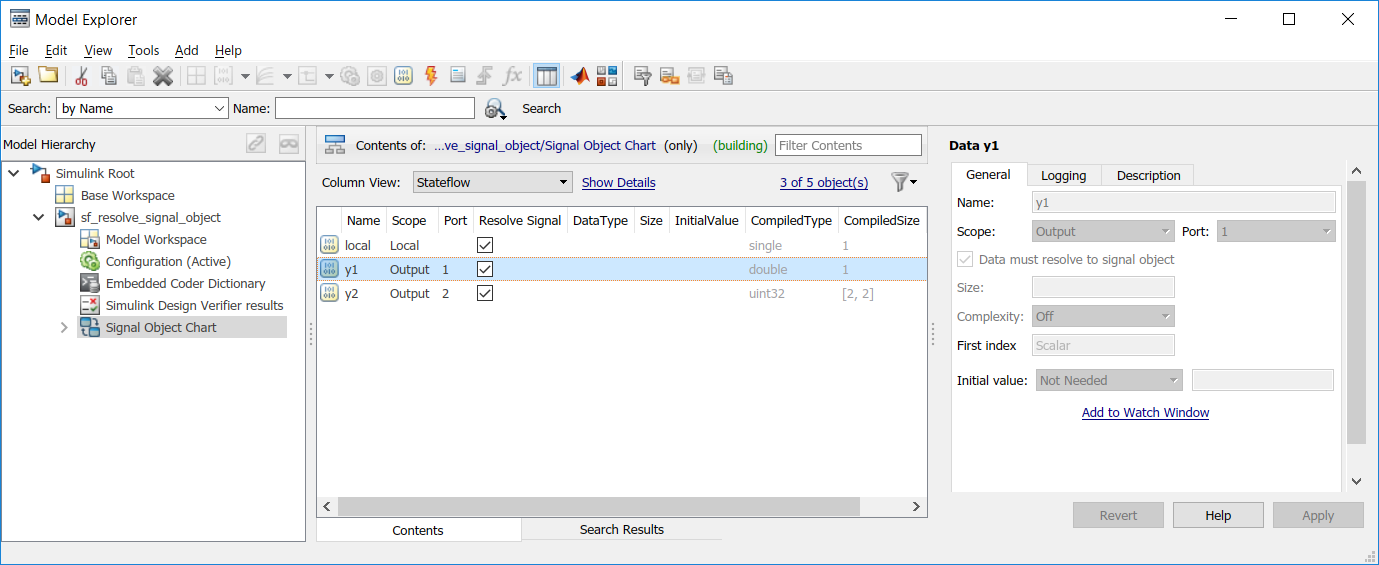 Model Explorer
File Edit View Tools Add Help
Search: by Name Name: Search
Model Hierarchy
Simulink Root
Base Workspace
sf_resolve_signal_object
Model Workspace
Configuration (Active)
Embedded Coder Dictionary
Simulink Design Verifier results
Signal Object Chart
Contents of: ...ve_signal_object/Signal Object Chart (only) (building) Filter Contents
Column View: Stateflow Show Details 3 of 5 object(s)
Name Scope Port Resolve Signal DataType Size InitialValue CompiledType CompiledSize
local Local single 1
y1 Output 1 double 1
y2 Output 2 uint32 [2, 2]
Contents Search Results
Data y1
General Logging Description
Name: y1
Scope: Output Port: 1
Data must resolve to signal object
Size:
Complexity: Off
First index Scalar
Initial value: Not Needed
Add to Watch Window
Revert Help Apply